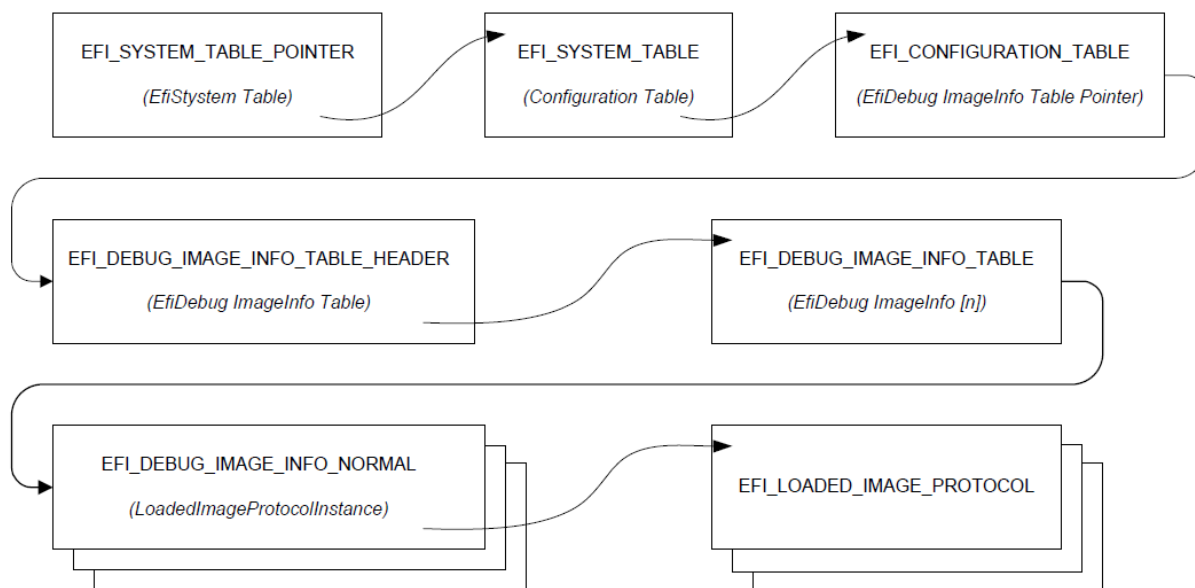 EFI_SYSTEM_TABLE_POINTER
(EfiStystem Table)
EFI_SYSTEM_TABLE
(Configuration Table)
EFI_CONFIGURATION_TABLE
(EfiDebug ImageInfo Table Pointer)
EFI_DEBUG_IMAGE_INFO_TABLE_HEADER
(EfiDebug ImageInfo Table)
EFI_DEBUG_IMAGE_INFO_TABLE
(EfiDebug ImageInfo [n])
EFI_DEBUG_IMAGE_INFO_NORMAL
(LoadedImageProtocolInstance)
EFI_LOADED_IMAGE_PROTOCOL